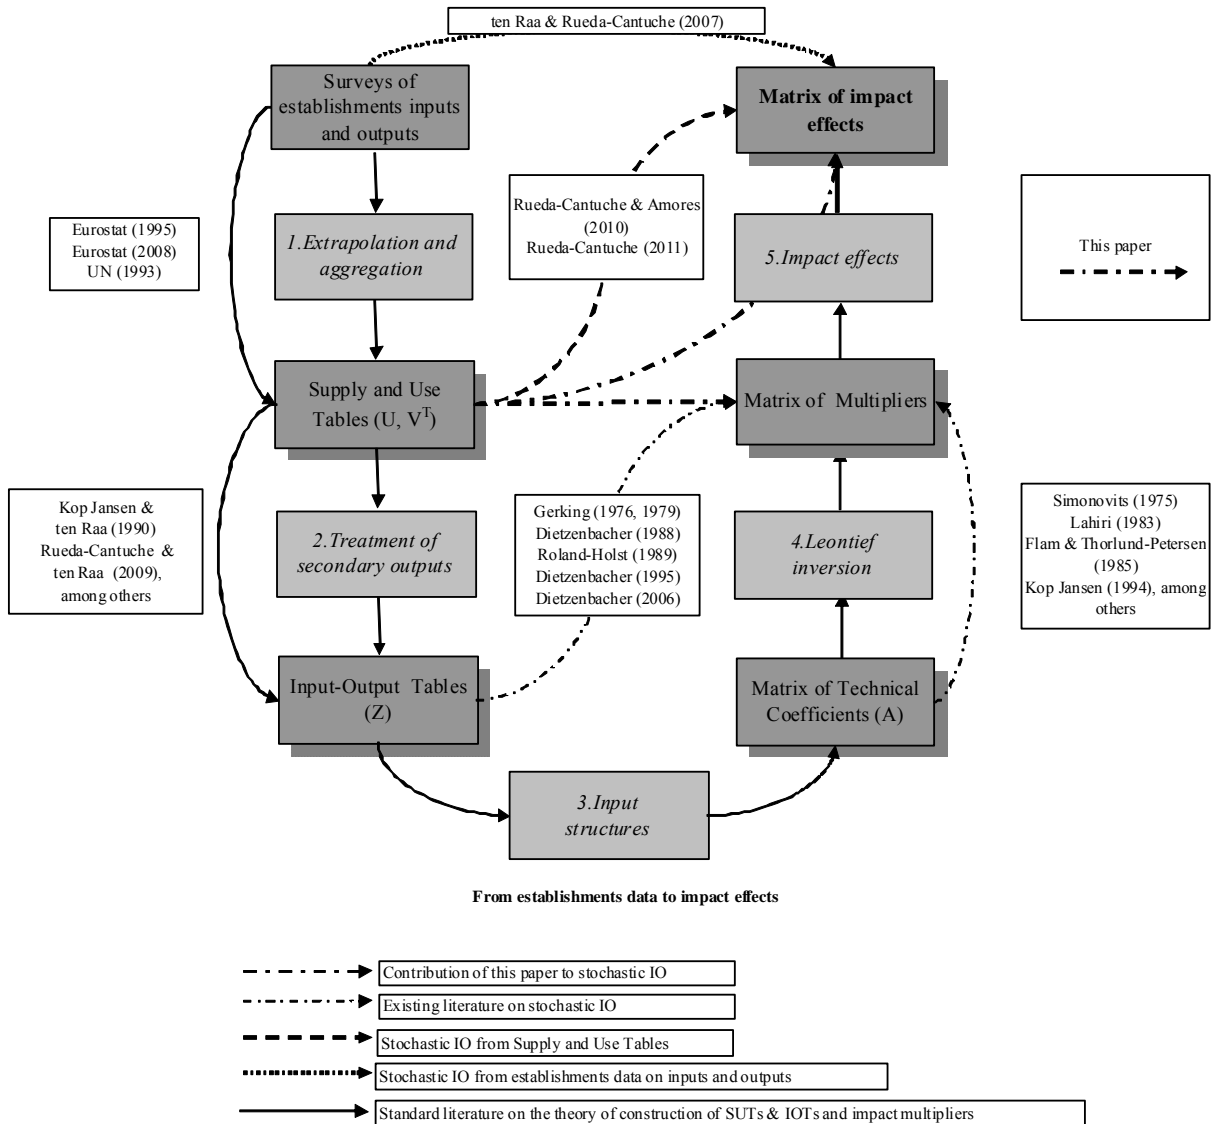 ten Raa & Rueda-Cantuche (2007)
Surveys of
establishments inputs
and outputs
Matrix of impact
effects
Eurostat (1995)
Eurostat (2008)
UN (1993)
1.Extrapolation and
aggregation
Rueda-Cantuche & Amores
(2010)
Rueda-Cantuche (2011)
5.Impact effects
This paper
Supply and Use
Tables (U, V^T)
Matrix of Multipliers
Kop Jansen &
ten Raa (1990)
Rueda-Cantuche &
ten Raa (2009),
among others
2.Treatment of
secondary outputs
Gerking (1976, 1979)
Dietzenbacher (1988)
Roland-Holst (1989)
Dietzenbacher (1995)
Dietzenbacher (2006)
4.Leontief
inversion
Simonovits (1975)
Lahiri (1983)
Flam & Thorlund-Petersen
(1985)
Kop Jansen (1994), among
others
Input-Output Tables
(Z)
Matrix of Technical
Coefficients (A)
3.Input
structures
From establishments data to impact effects
Contribution of this paper to stochastic IO
Existing literature on stochastic IO
Stochastic IO from Supply and Use Tables
Stochastic IO from establishments data on inputs and outputs
Standard literature on the theory of construction of SUTs & IOTs and impact multipliers